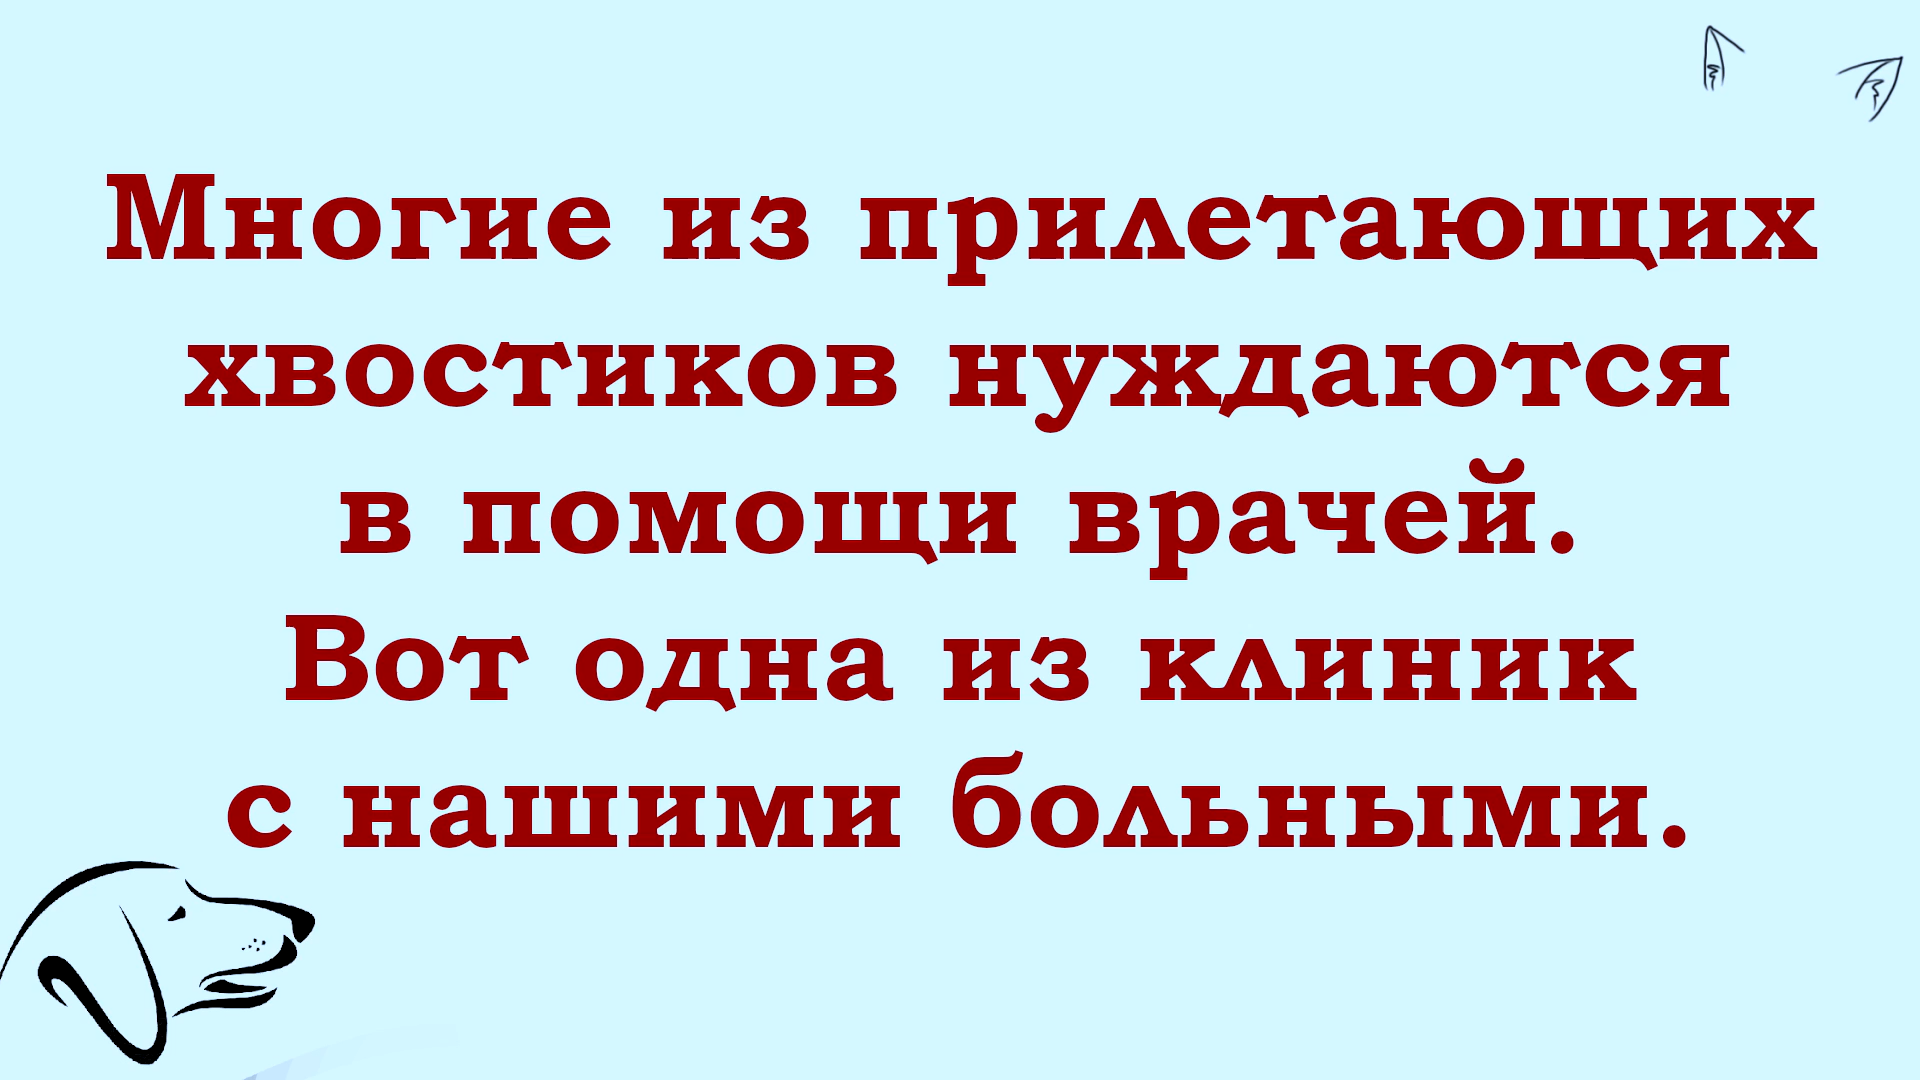 Многие из прилетающих
хвостиков нуждаются
в помощи врачей.
Вот одна из клиник
с нашими больными.